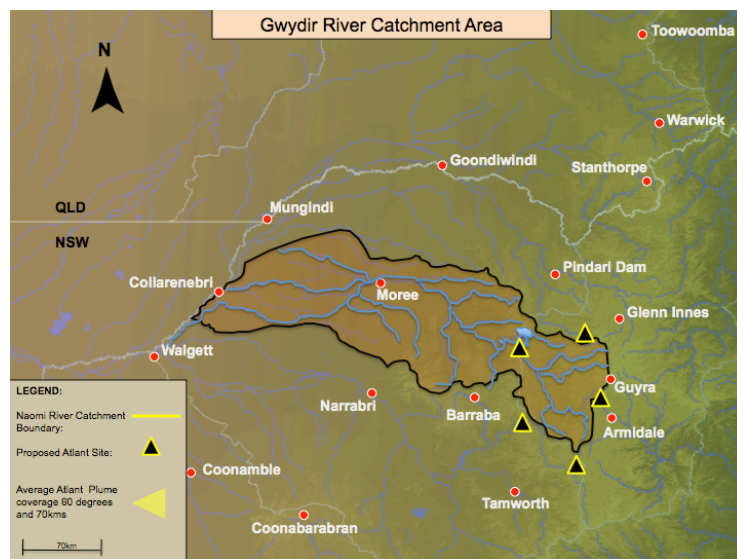 Gwydir River Catchment Area
Toowoomba
N
Warwick
Goondiwindi
Stanthorpe
QLD
Mungindi
NSW
Pindari Dam
Collarenebri
Moree
Glenn Innes
Walgett
Guyra
Narrabri
Barraba
Armidale
LEGEND:
Naomi River Catchment
Boundary:
Proposed Atlant Site:
Average Atlant Plume
coverage 60 degrees
and 70kms
70km
Coonamble
Tamworth
Coonabarabran